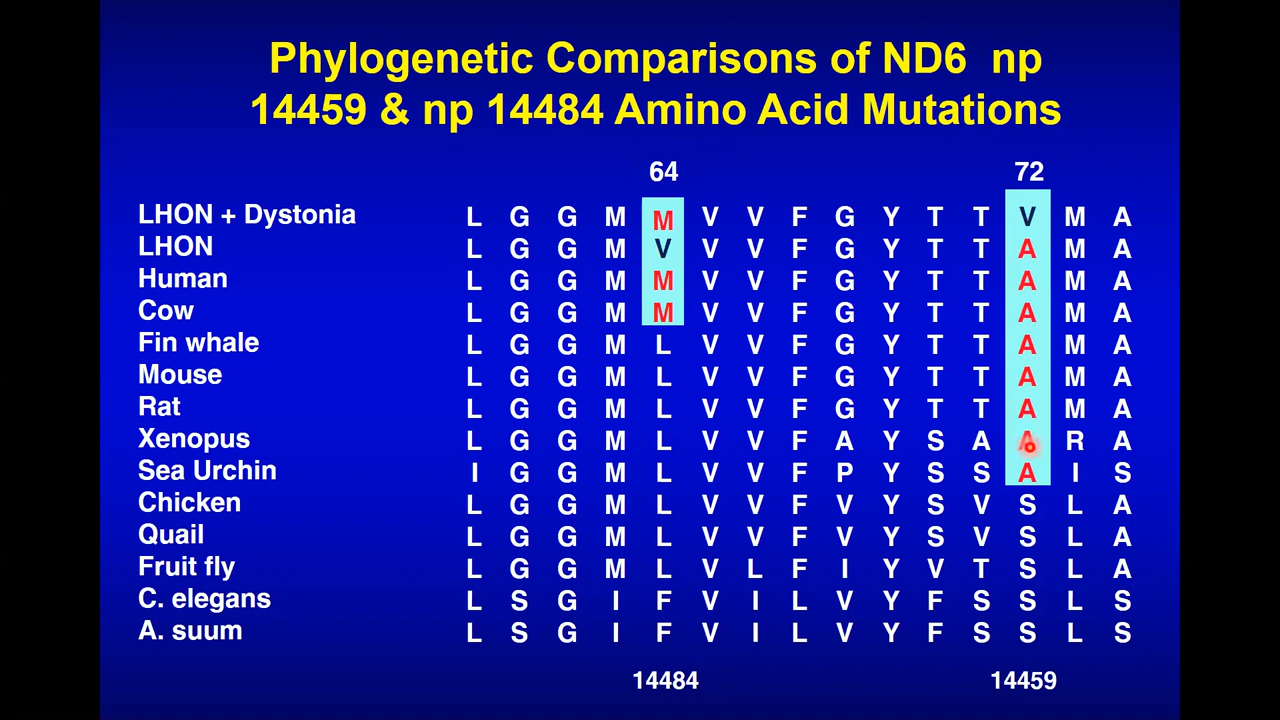 Phylogenetic Comparisons of ND6 np
14459 & np 14484 Amino Acid Mutations
64 72
LHON + Dystonia L G G M M V V F G Y T T V M A
LHON L G G M V V V F G Y T T A M A
Human L G G M M V V F G Y T T A M A
Cow L G G M M V V F G Y T T A M A
Fin whale L G G M L V V F G Y T T A M A
Mouse L G G M L V V F G Y T T A M A
Rat L G G M L V V F G Y T T A M A
Xenopus L G G M L V V F A Y S A A R A
Sea Urchin I G G M L V V F P Y S S A I S
Chicken L G G M L V V F V Y S V S L A
Quail L G G M L V V F V Y S V S L A
Fruit fly L G G M L V L F I Y V T S L A
C. elegans L S G I F V I L V Y F S S L S
A. suum L S G I F V I L V Y F S S L S
14484 14459